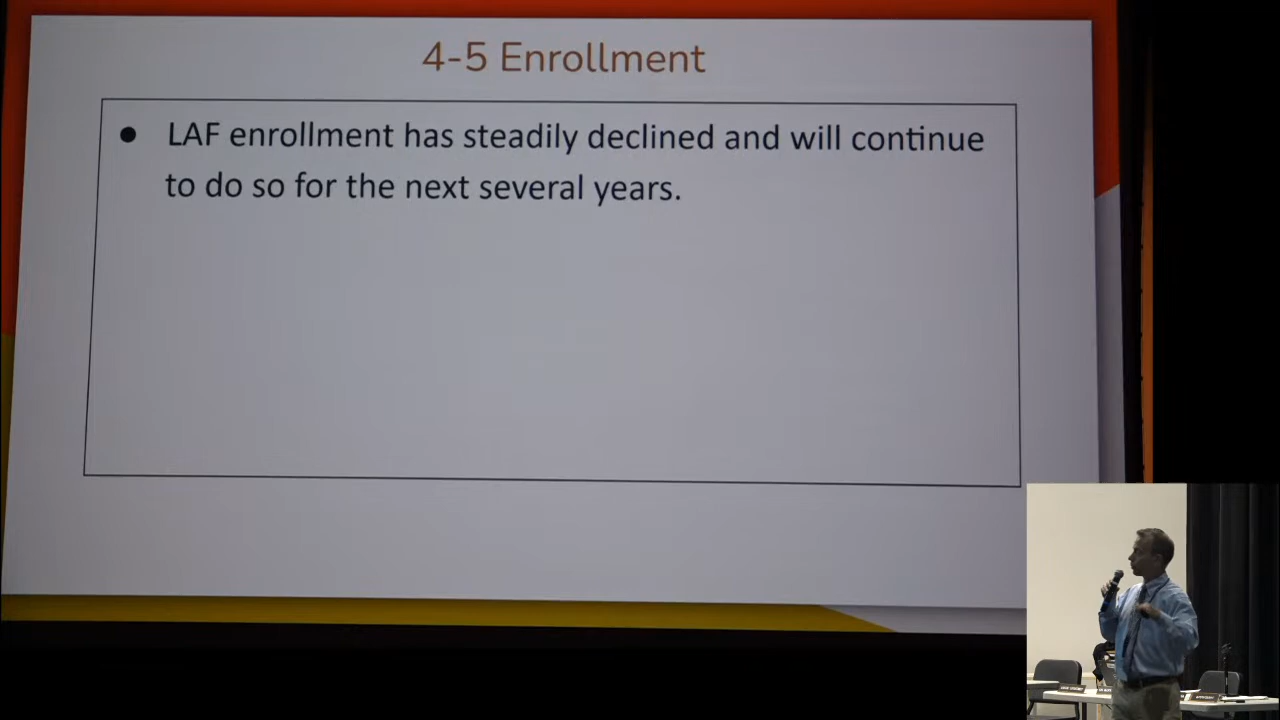 4-5 Enrollment
● LAF enrollment has steadily declined and will continue
to do so for the next several years.